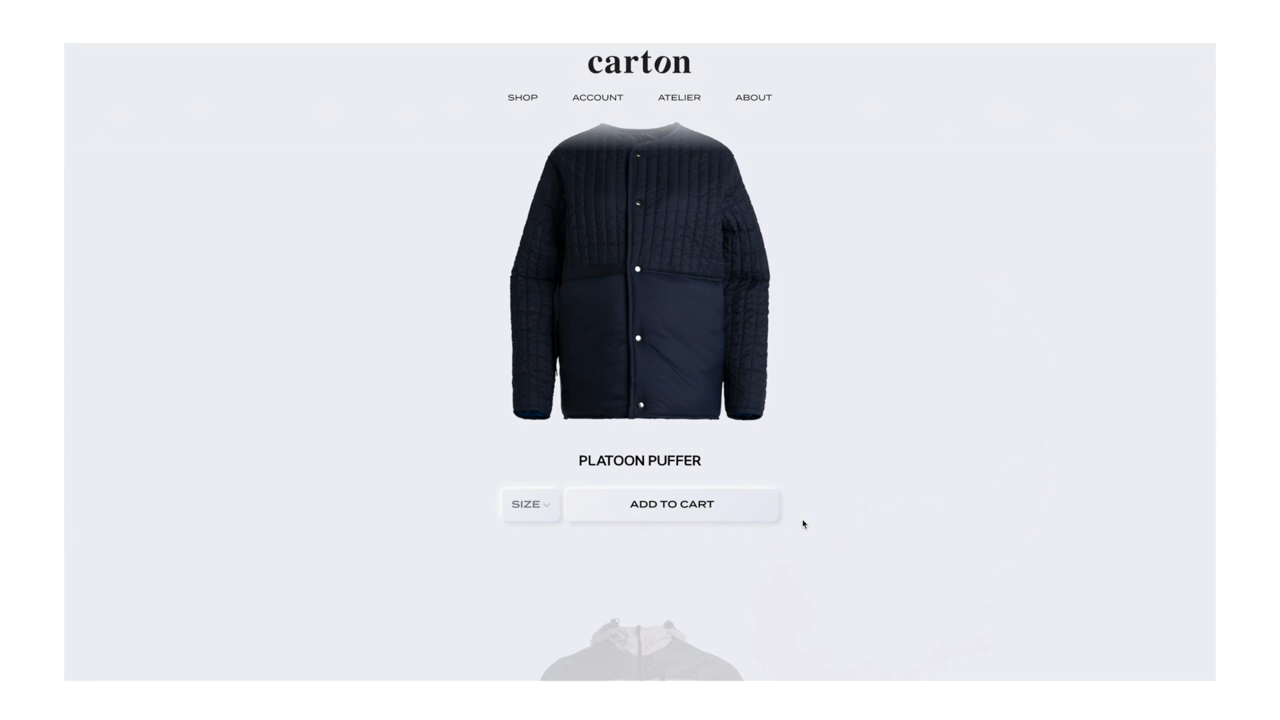 carton
SHOP ACCOUNT ATELIER ABOUT
PLATOON PUFFER
SIZE ADD TO CART